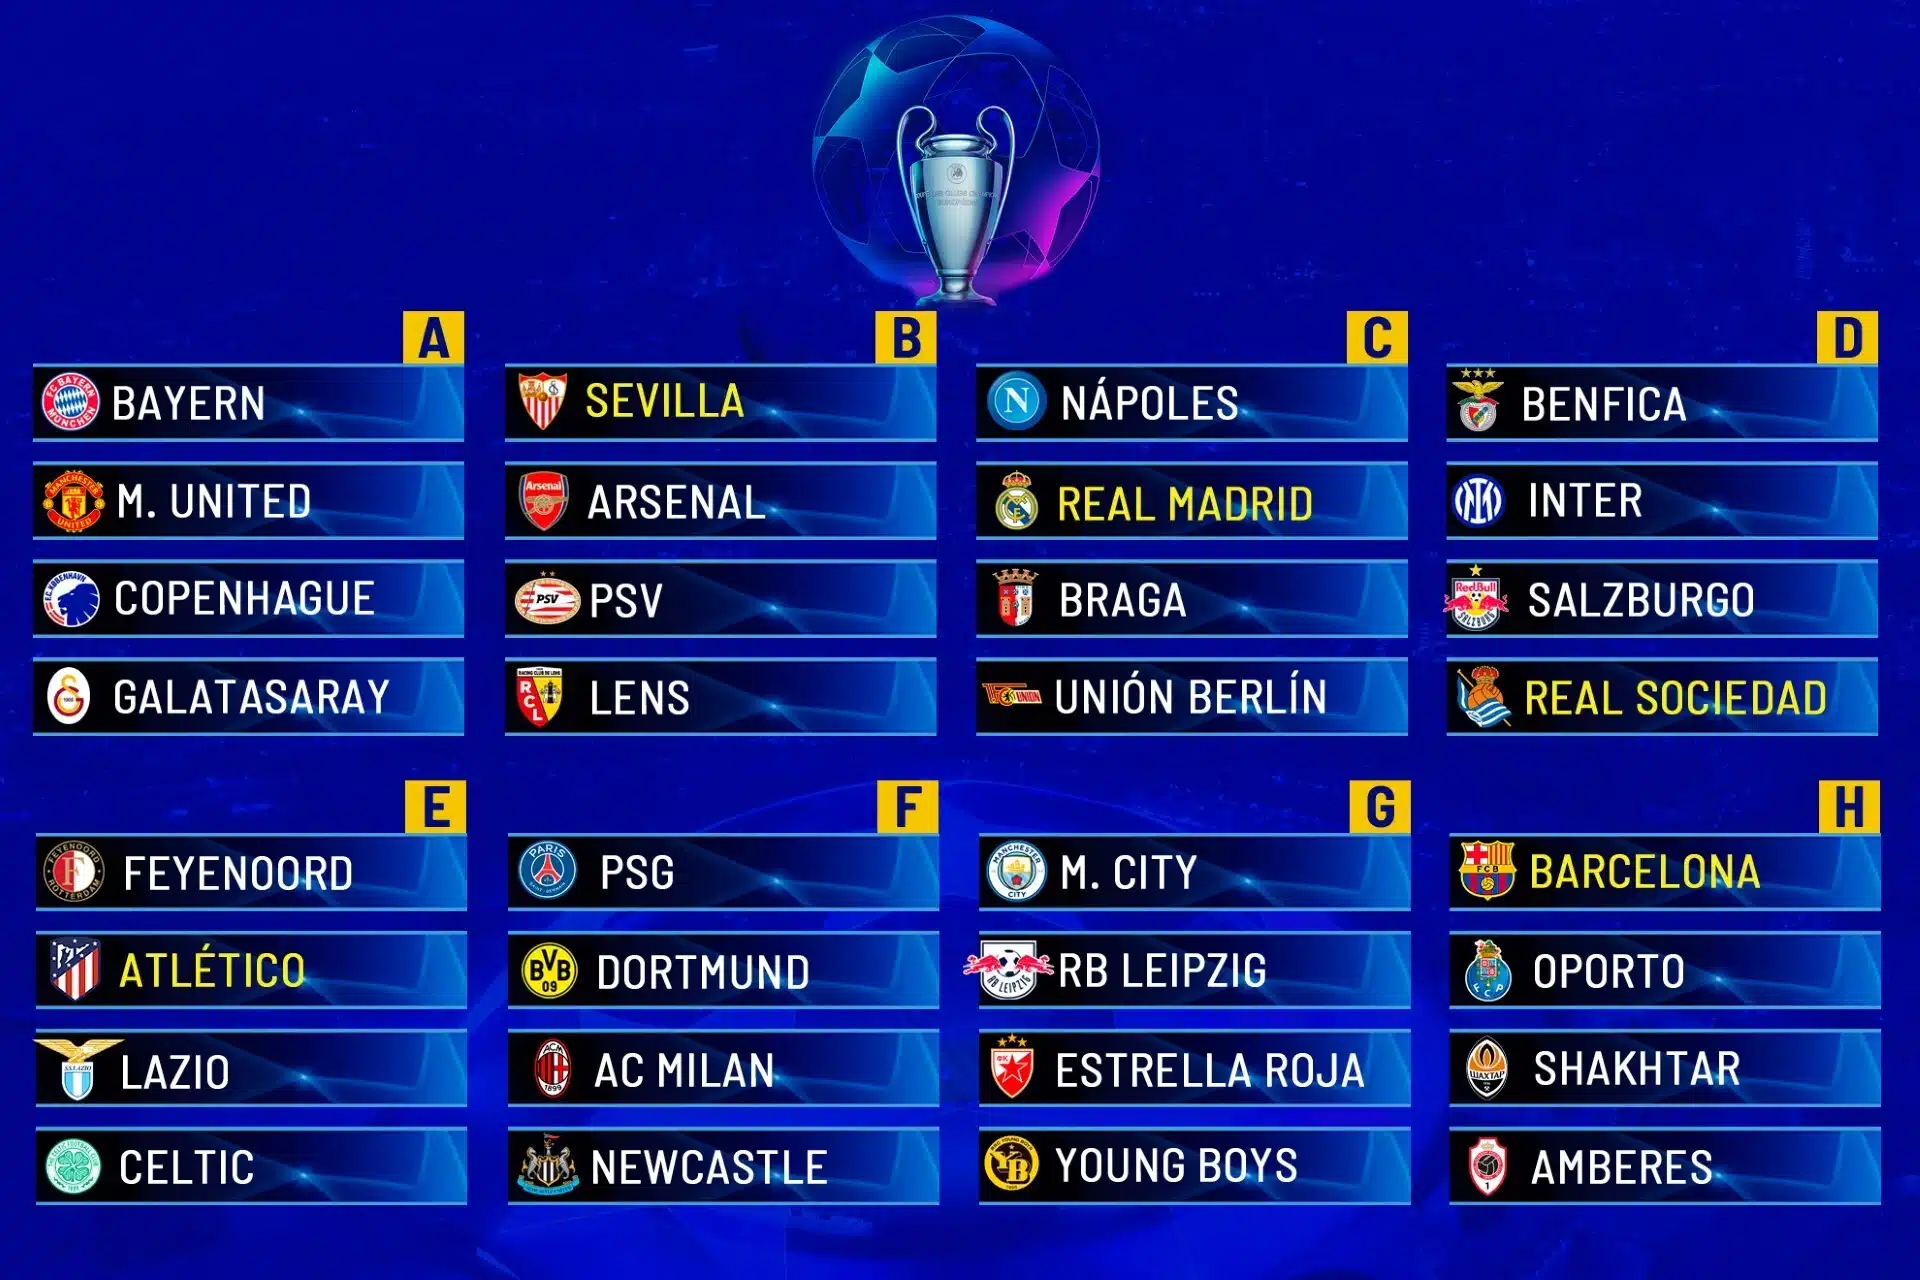 A
BAYERN
M. UNITED
COPENHAGUE
GALATASARAY
B
SEVILLA
ARSENAL
PSV
LENS
C
NÁPOLES
REAL MADRID
BRAGA
UNIÓN BERLÍN
D
BENFICA
INTER
SALZBURGO
REAL SOCIEDAD
E
FEYENOORD
ATLÉTICO
LAZIO
CELTIC
F
PSG
DORTMUND
AC MILAN
NEWCASTLE
G
M. CITY
RB LEIPZIG
ESTRELLA ROJA
YOUNG BOYS
H
BARCELONA
OPORTO
SHAKHTAR
AMBERES